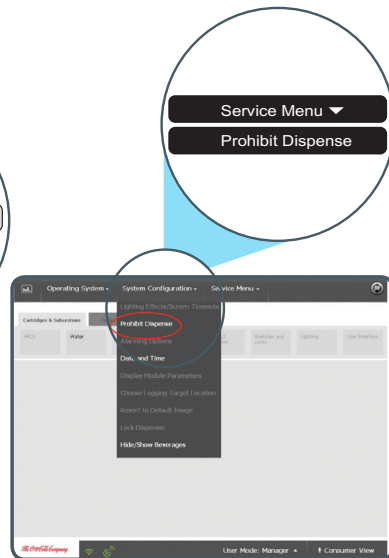 Service Menu
Prohibit Dispense
Operating System
System Configuration
Service Menu
Lighting Effects/Screen Timeouts
Cartridges & Subsystems
Prohibit Dispense
HFCS
Water
Alarming Options
Switches and Locks
Lighting
User Interface
Date and Time
Display Module Parameters
Choose Logging Target Location
Revert to Default Image
Lock Dispenser
Hide/Show Beverages
The Coca-Cola Company
User Mode: Manager
Consumer View